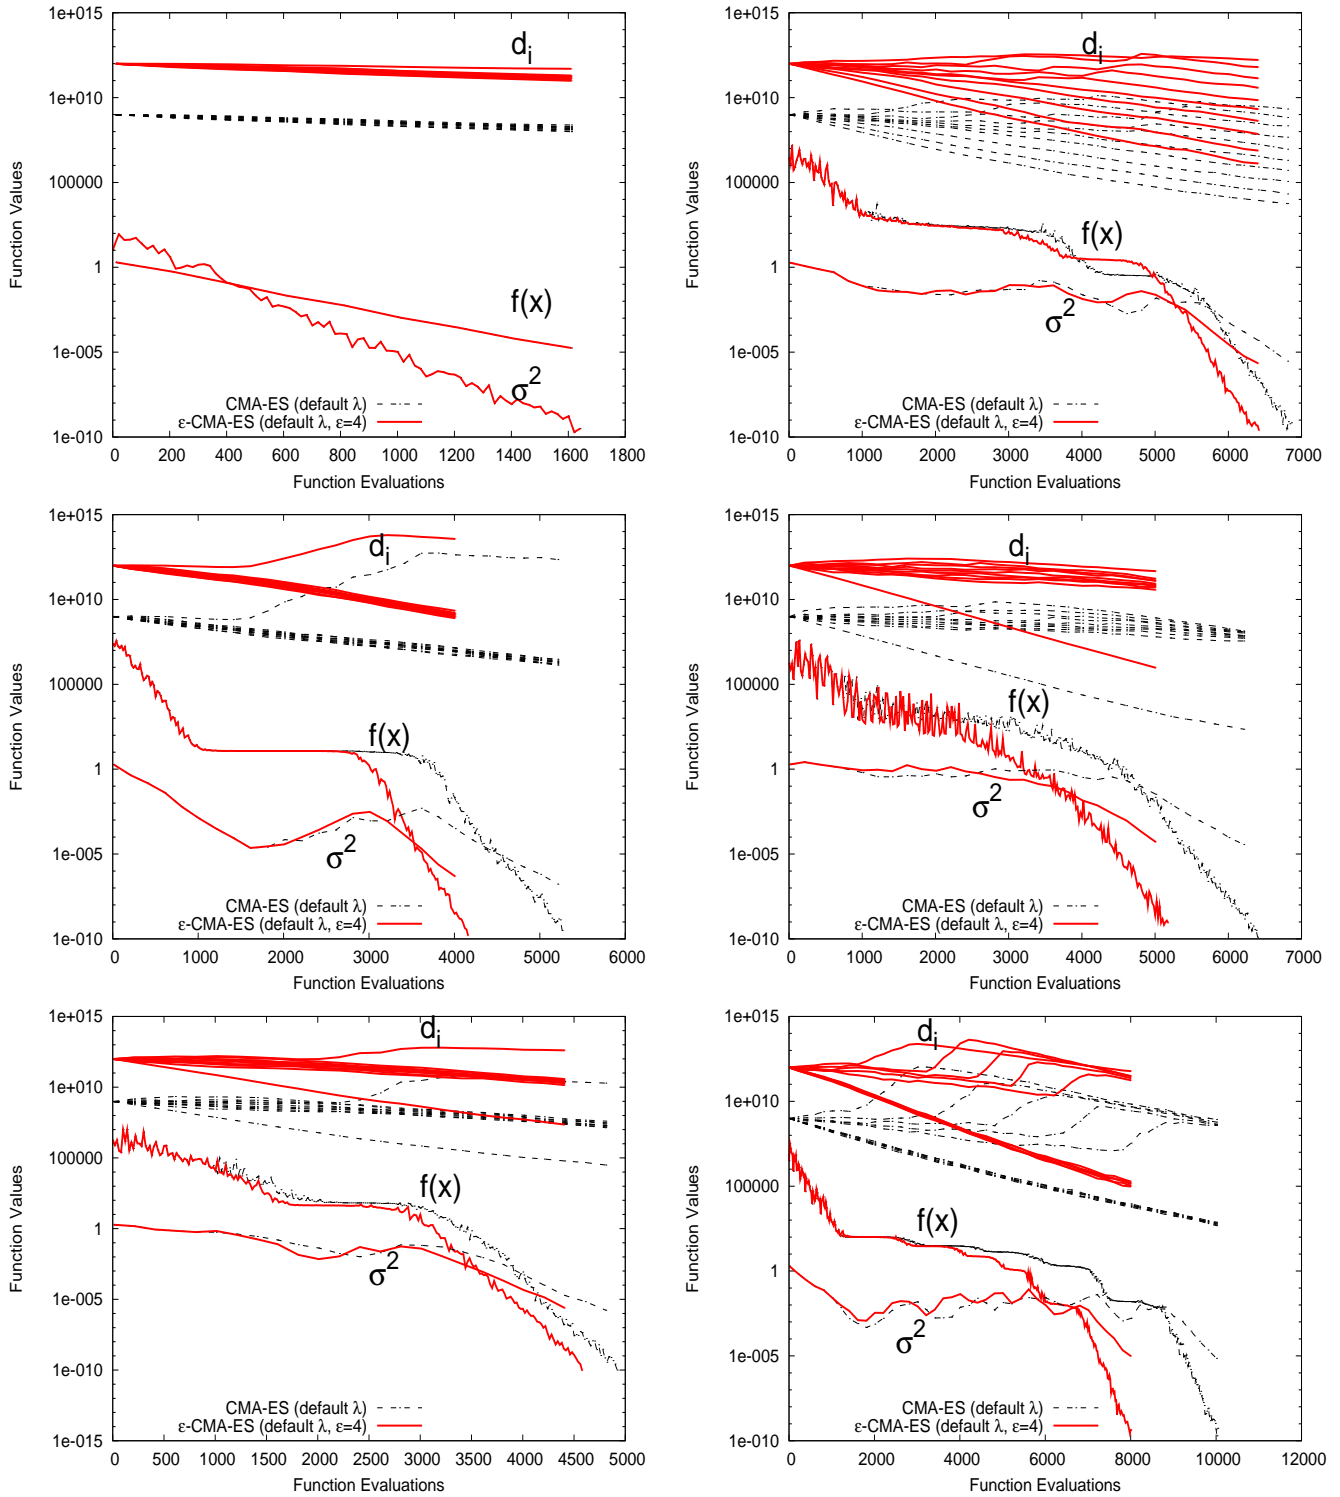 1e+015
1e+010
100000
1
1e-005
1e-010
Function Values
d_i
f(x)
σ^2
CMA-ES (default λ)
ε-CMA-ES (default λ, ε=4)
0 200 400 600 800 1000 1200 1400 1600 1800
Function Evaluations
1e+015
1e+010
100000
1
1e-005
1e-010
Function Values
d_i
f(x)
σ^2
CMA-ES (default λ)
ε-CMA-ES (default λ, ε=4)
0 1000 2000 3000 4000 5000 6000 7000
Function Evaluations
1e+015
1e+010
100000
1
1e-005
1e-010
Function Values
d_i
f(x)
σ^2
CMA-ES (default λ)
ε-CMA-ES (default λ, ε=4)
0 1000 2000 3000 4000 5000 6000
Function Evaluations
1e+015
1e+010
100000
1
1e-005
1e-010
Function Values
d_i
f(x)
σ^2
CMA-ES (default λ)
ε-CMA-ES (default λ, ε=4)
0 1000 2000 3000 4000 5000 6000 7000
Function Evaluations
1e+015
1e+010
100000
1
1e-005
1e-010
1e-015
Function Values
d_i
f(x)
σ^2
CMA-ES (default λ)
ε-CMA-ES (default λ, ε=4)
0 500 1000 1500 2000 2500 3000 3500 4000 4500 5000
Function Evaluations
1e+015
1e+010
100000
1
1e-005
1e-010
Function Values
d_i
f(x)
σ^2
CMA-ES (default λ)
ε-CMA-ES (default λ, ε=4)
0 2000 4000 6000 8000 10000 12000
Function Evaluations